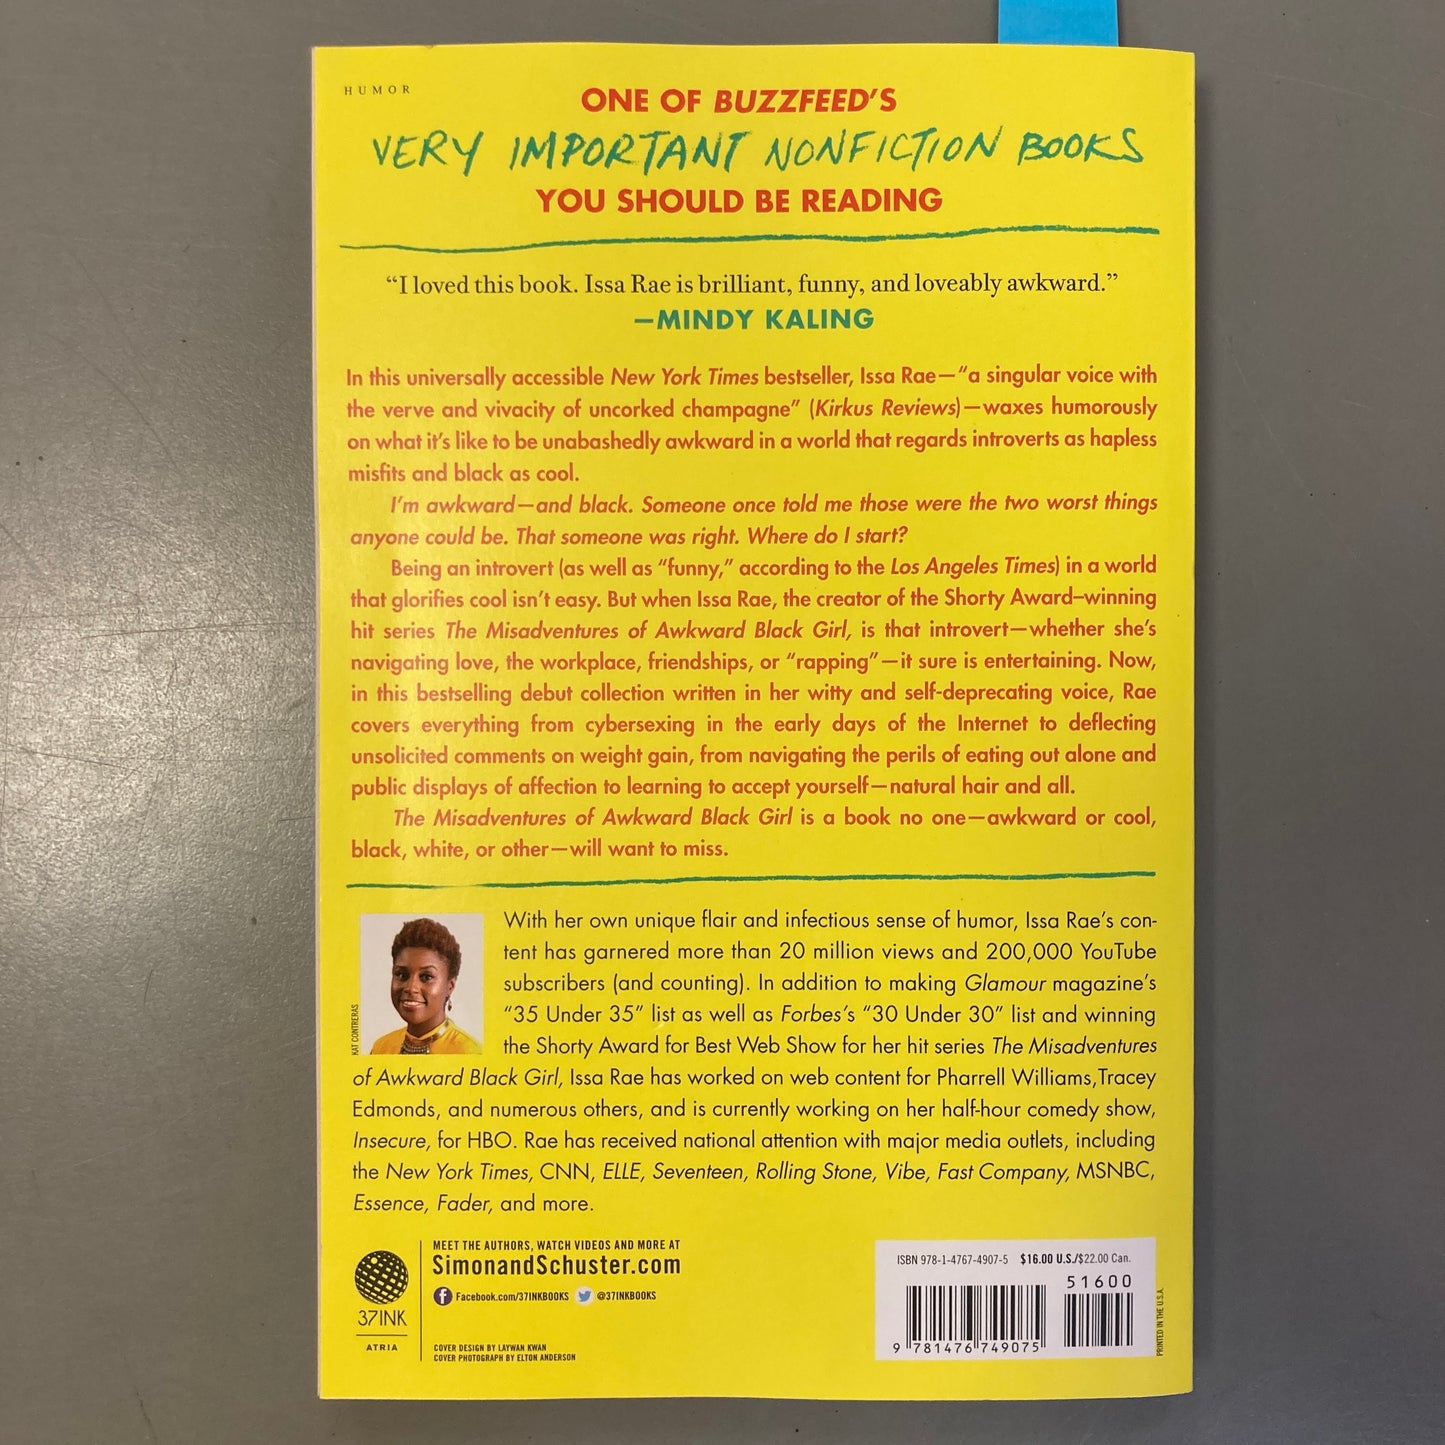 HUMOR
ONE OF BUZZFEED'S
VERY IMPORTANT NONFICTION BOOKS
YOU SHOULD BE READING
“I loved this book. Issa Rae is brilliant, funny, and loveably awkward.”
—MINDY KALING
In this universally accessible New York Times bestseller, Issa Rae—“a singular voice with
the verve and vivacity of uncorked champagne” (Kirkus Reviews)—waxes humorously
on what it’s like to be unabashedly awkward in a world that regards introverts as hapless
misfits and black as cool.
I’m awkward—and black. Someone once told me those were the two worst things
anyone could be. That someone was right. Where do I start?
Being an introvert (as well as “funny,” according to the Los Angeles Times) in a world
that glorifies cool isn’t easy. But when Issa Rae, the creator of the Shorty Award–winning
hit series The Misadventures of Awkward Black Girl, is that introvert—whether she’s
navigating love, the workplace, friendships, or “rapping”—it sure is entertaining. Now,
in this bestselling debut collection written in her witty and self-deprecating voice, Rae
covers everything from cybersexing in the early days of the Internet to deflecting
unsolicited comments on weight gain, from navigating the perils of eating out alone and
public displays of affection to learning to accept yourself—natural hair and all.
The Misadventures of Awkward Black Girl is a book no one—awkward or cool,
black, white, or other—will want to miss.
KAT CONTRERAS
With her own unique flair and infectious sense of humor, Issa Rae’s con-
tent has garnered more than 20 million views and 200,000 YouTube
subscribers (and counting). In addition to making Glamour magazine’s
“35 Under 35” list as well as Forbes’s “30 Under 30” list and winning
the Shorty Award for Best Web Show for her hit series The Misadventures
of Awkward Black Girl, Issa Rae has worked on web content for Pharrell Williams,Tracey
Edmonds, and numerous others, and is currently working on her half-hour comedy show,
Insecure, for HBO. Rae has received national attention with major media outlets, including
the New York Times, CNN, ELLE, Seventeen, Rolling Stone, Vibe, Fast Company, MSNBC,
Essence, Fader, and more.
37INK
ATRIA
MEET THE AUTHORS, WATCH VIDEOS AND MORE AT
SimonandSchuster.com
Facebook.com/37INKBOOKS @37INKBOOKS
COVER DESIGN BY LAYWAN KWAN
COVER PHOTOGRAPH BY ELTON ANDERSON
ISBN 978-1-4767-4907-5 $16.00 U.S./$22.00 Can.
51600
9 781476 749075
PRINTED IN THE U.S.A.